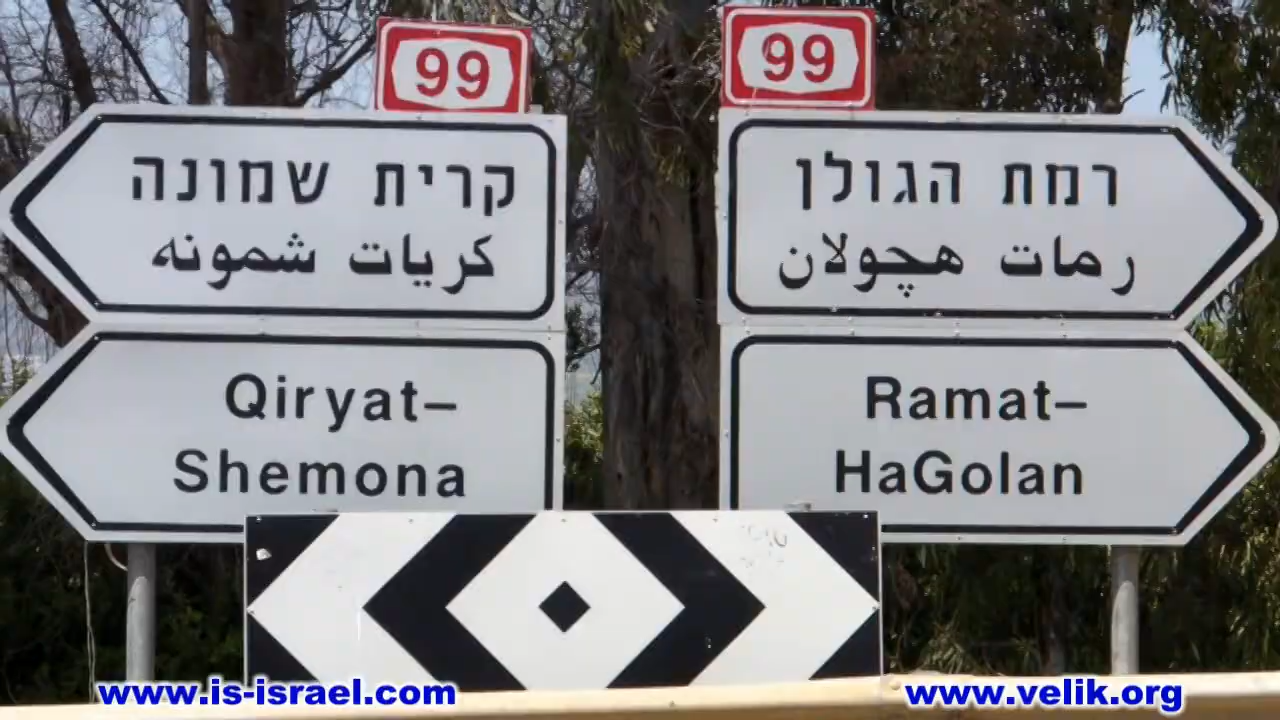 99
קרית שמונה
كريات شمونه
Qiryat–
Shemona
99
רמת הגולן
رمات هچولان
Ramat–
HaGolan
www.is-israel.com
www.velik.org